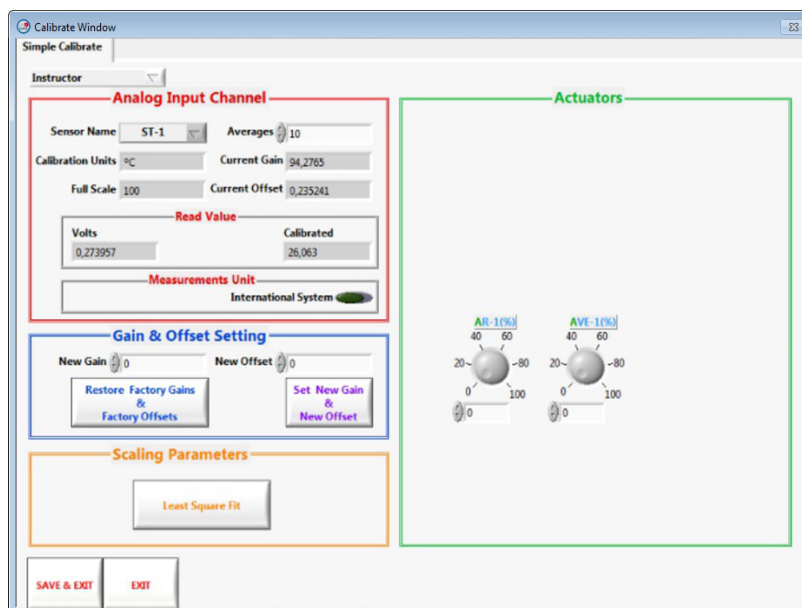 Calibrate Window
Simple Calibrate
Instructor
Analog Input Channel
Sensor Name ST-1 Averages 10
Calibration Units ºC Current Gain 94,2765
Full Scale 100 Current Offset 0,235241
Read Value
Volts Calibrated
0,273957 26,063
Measurements Unit
International System
Gain & Offset Setting
New Gain 0 New Offset 0
Restore Factory Gains
&
Factory Offsets
Set New Gain
&
New Offset
Scaling Parameters
Least Square Fit
SAVE & EXIT EXIT
Actuators
AR-1(%) AVE-1(%)
40 60 40 60
20 80 20 80
0 100 0 100
0 0